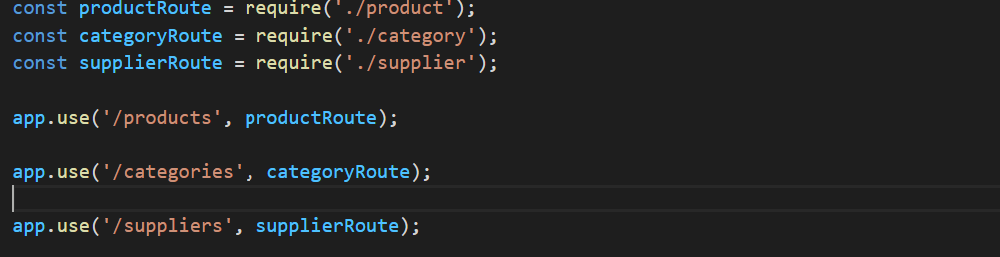 const productRoute = require('./product');
const categoryRoute = require('./category');
const supplierRoute = require('./supplier');
app.use('/products', productRoute);
app.use('/categories', categoryRoute);
app.use('/suppliers', supplierRoute);